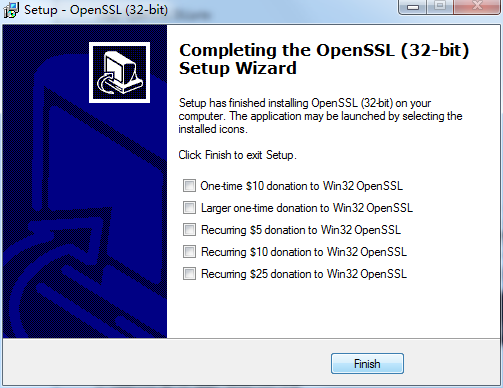 Setup - OpenSSL (32-bit)
Completing the OpenSSL (32-bit)
Setup Wizard
Setup has finished installing OpenSSL (32-bit) on your
computer. The application may be launched by selecting the
installed icons.
Click Finish to exit Setup.
One-time $10 donation to Win32 OpenSSL
Larger one-time donation to Win32 OpenSSL
Recurring $5 donation to Win32 OpenSSL
Recurring $10 donation to Win32 OpenSSL
Recurring $25 donation to Win32 OpenSSL
Finish